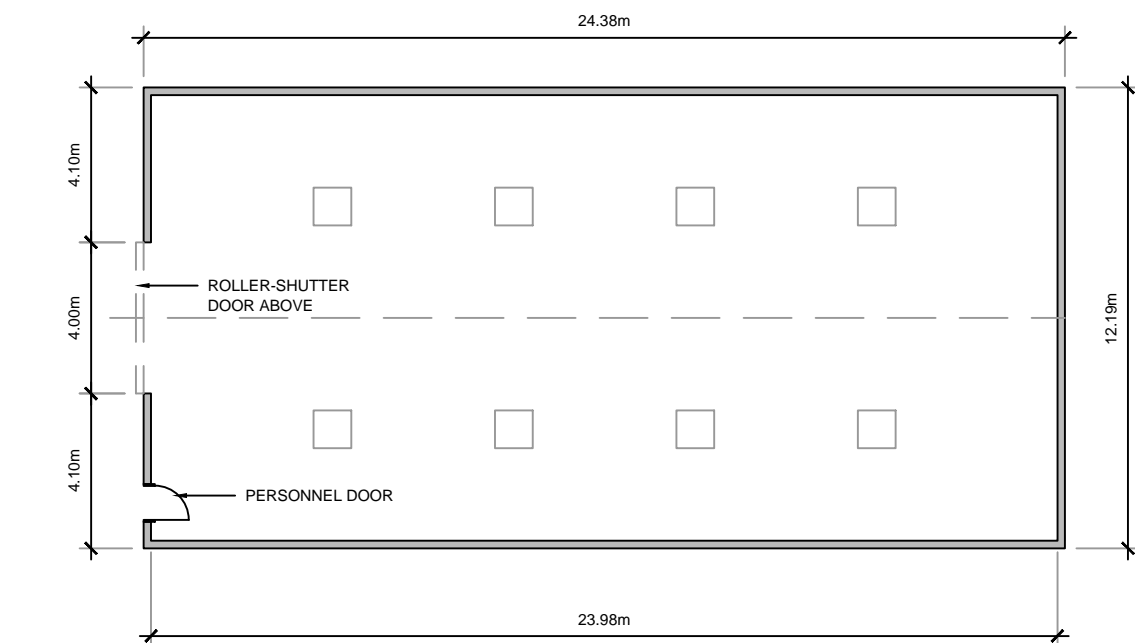 24.38m
4.10m
ROLLER-SHUTTER
DOOR ABOVE
4.00m
12.19m
4.10m
PERSONNEL DOOR
23.98m